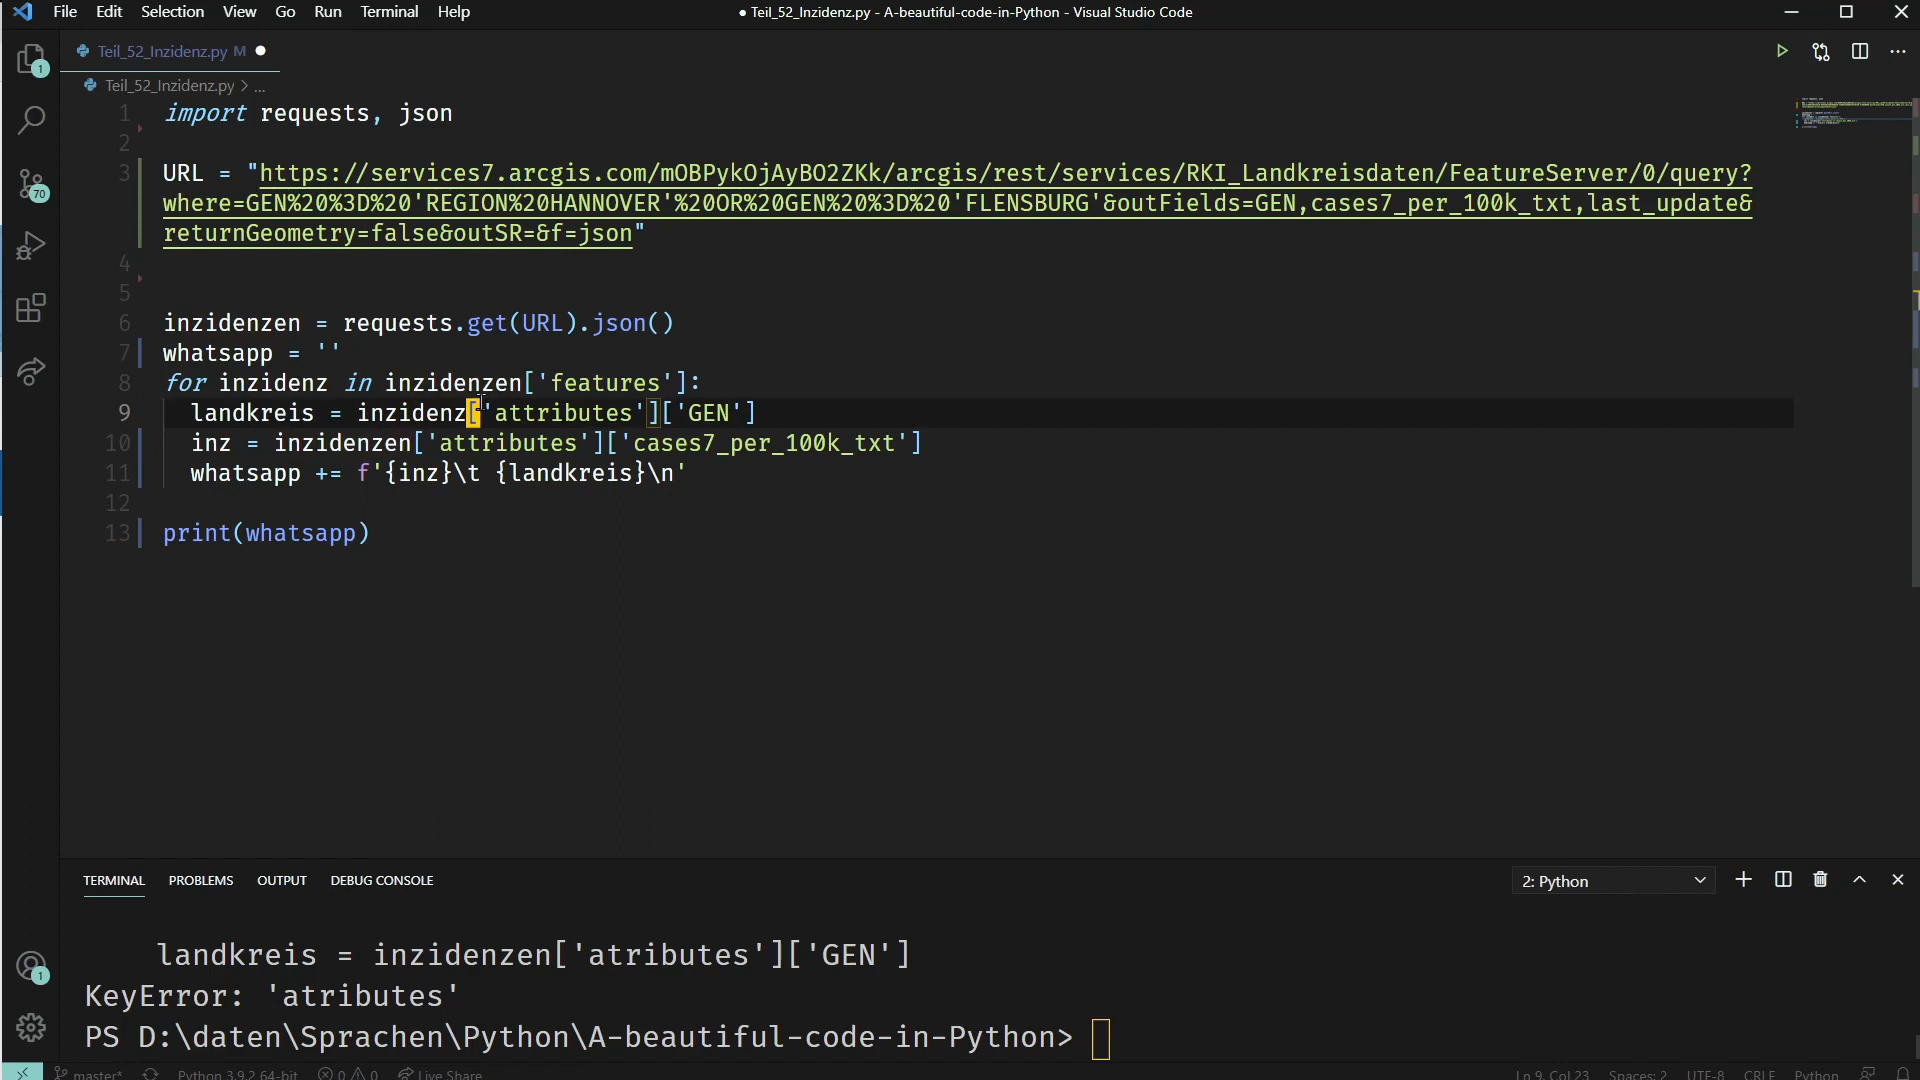 File Edit Selection View Go Run Terminal Help
● Teil_52_Inzidenz.py - A-beautiful-code-in-Python - Visual Studio Code
Teil_52_Inzidenz.py M
Teil_52_Inzidenz.py > ...
1 import requests, json
2
3 URL = "https://services7.arcgis.com/mOBPykOjAyBO2ZKk/arcgis/rest/services/RKI_Landkreisdaten/FeatureServer/0/query?
where=GEN%20%3D%20'REGION%20HANNOVER'%20OR%20GEN%20%3D%20'FLENSBURG'&outFields=GEN,cases7_per_100k_txt,last_update&
returnGeometry=false&outSR=&f=json"
4
5
6 inzidenzen = requests.get(URL).json()
7 whatsapp = ''
8 for inzidenz in inzidenzen['features']:
9 landkreis = inzidenz['attributes']['GEN']
10 inz = inzidenzen['attributes']['cases7_per_100k_txt']
11 whatsapp += f'{inz}\t {landkreis}\n'
12
13 print(whatsapp)
1
70
1
TERMINAL PROBLEMS OUTPUT DEBUG CONSOLE
2: Python
landkreis = inzidenzen['atributes']['GEN']
KeyError: 'atributes'
PS D:\daten\Sprachen\Python\A-beautiful-code-in-Python>
master* Python 3.9.2 64-bit 0 0 Live Share
Ln 9, Col 23 Spaces: 2 UTF-8 CRLF Python